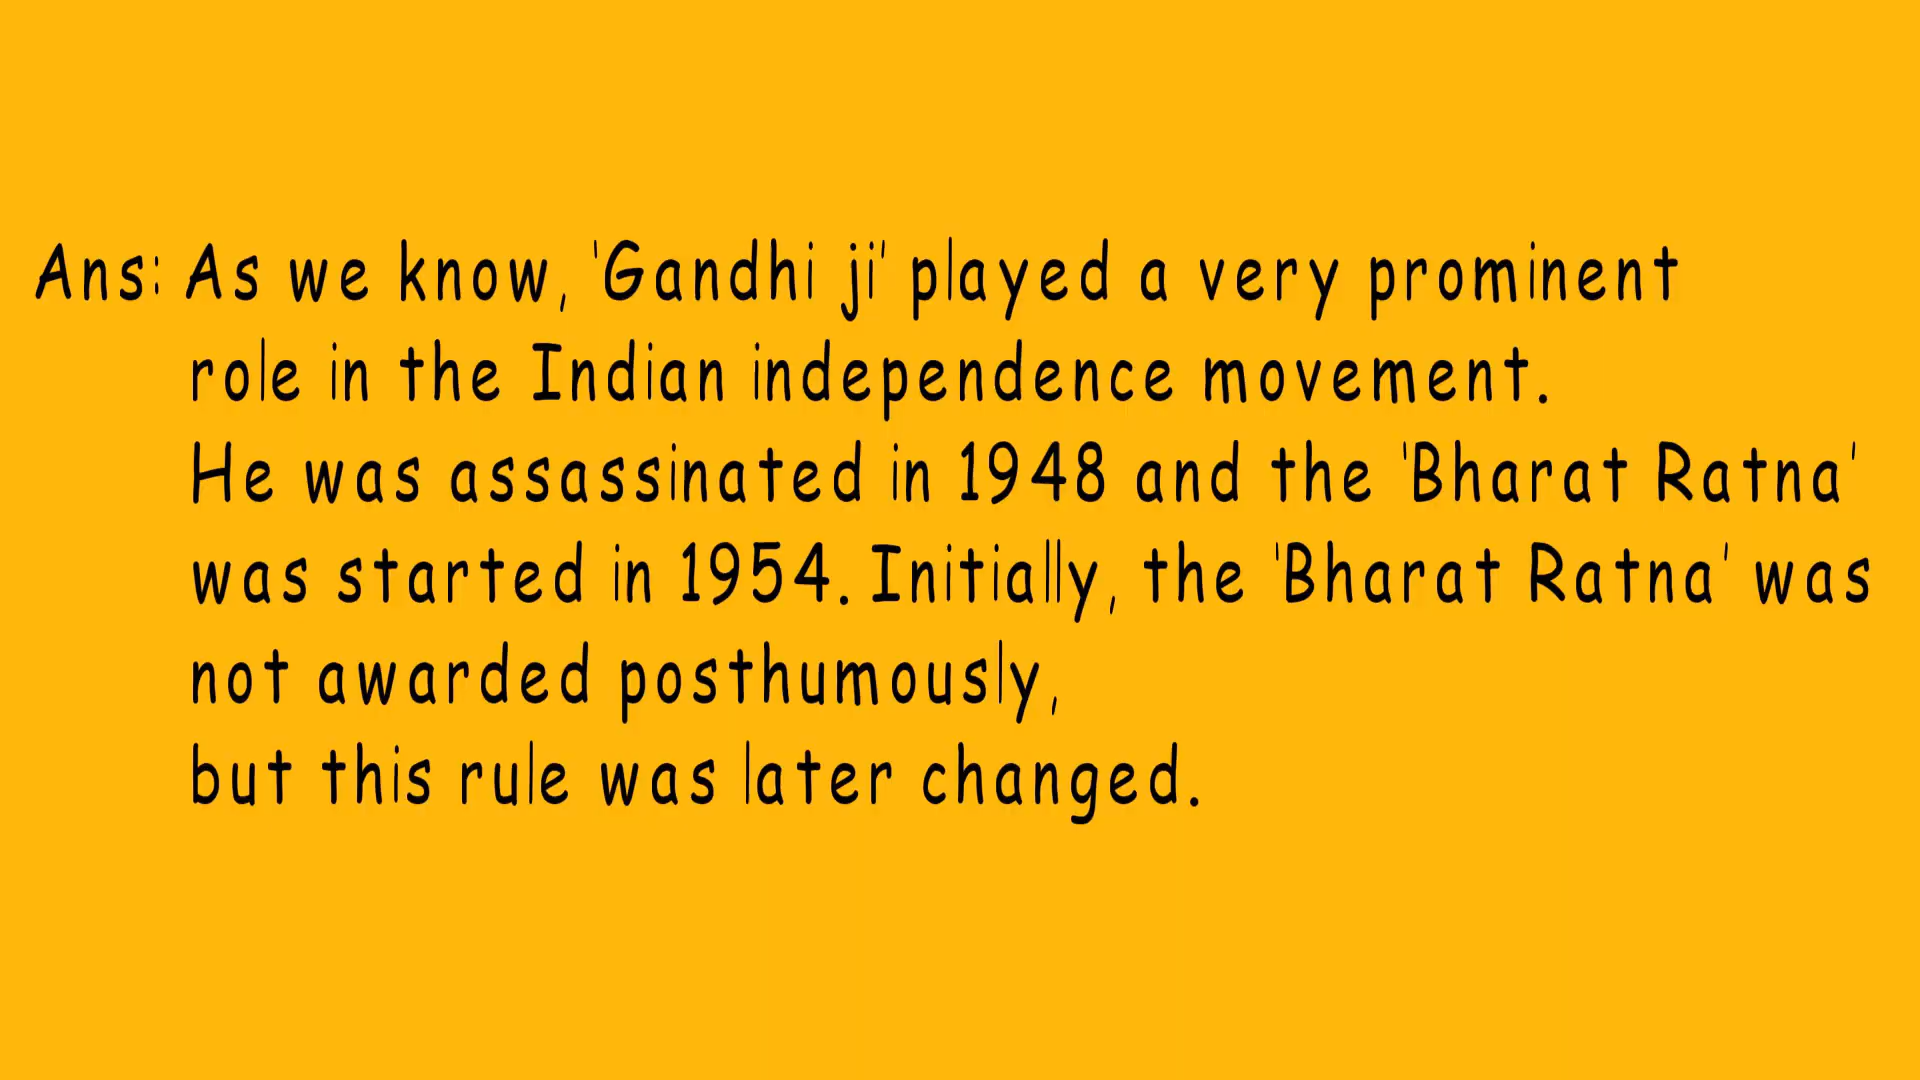 Ans: As we know, 'Gandhi ji' played a very prominent
role in the Indian independence movement.
He was assassinated in 1948 and the 'Bharat Ratna'
was started in 1954. Initially, the 'Bharat Ratna' was
not awarded posthumously,
but this rule was later changed.